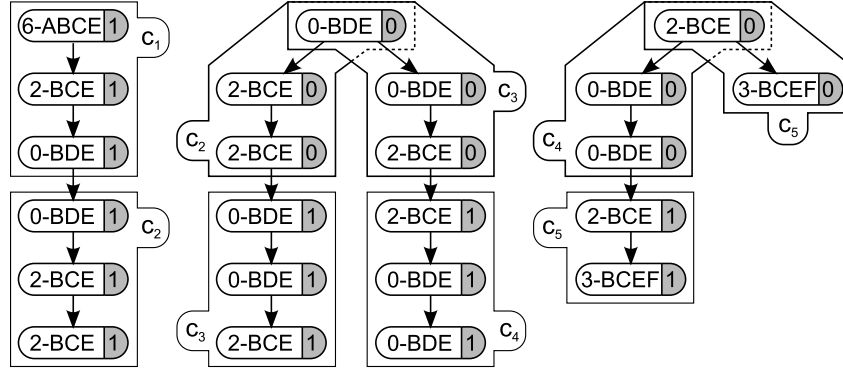 6-ABCE 1 c1
2-BCE 1
0-BDE 1
0-BDE 1 c2
2-BCE 1
2-BCE 1
0-BDE 0
2-BCE 0 0-BDE 0 c3
c2 2-BCE 0 2-BCE 0
0-BDE 1 2-BCE 1
0-BDE 1 0-BDE 1
c3 2-BCE 1 0-BDE 1 c4
2-BCE 0
0-BDE 0 3-BCEF 0
c4 0-BDE 0 c5
c5 2-BCE 1
3-BCEF 1